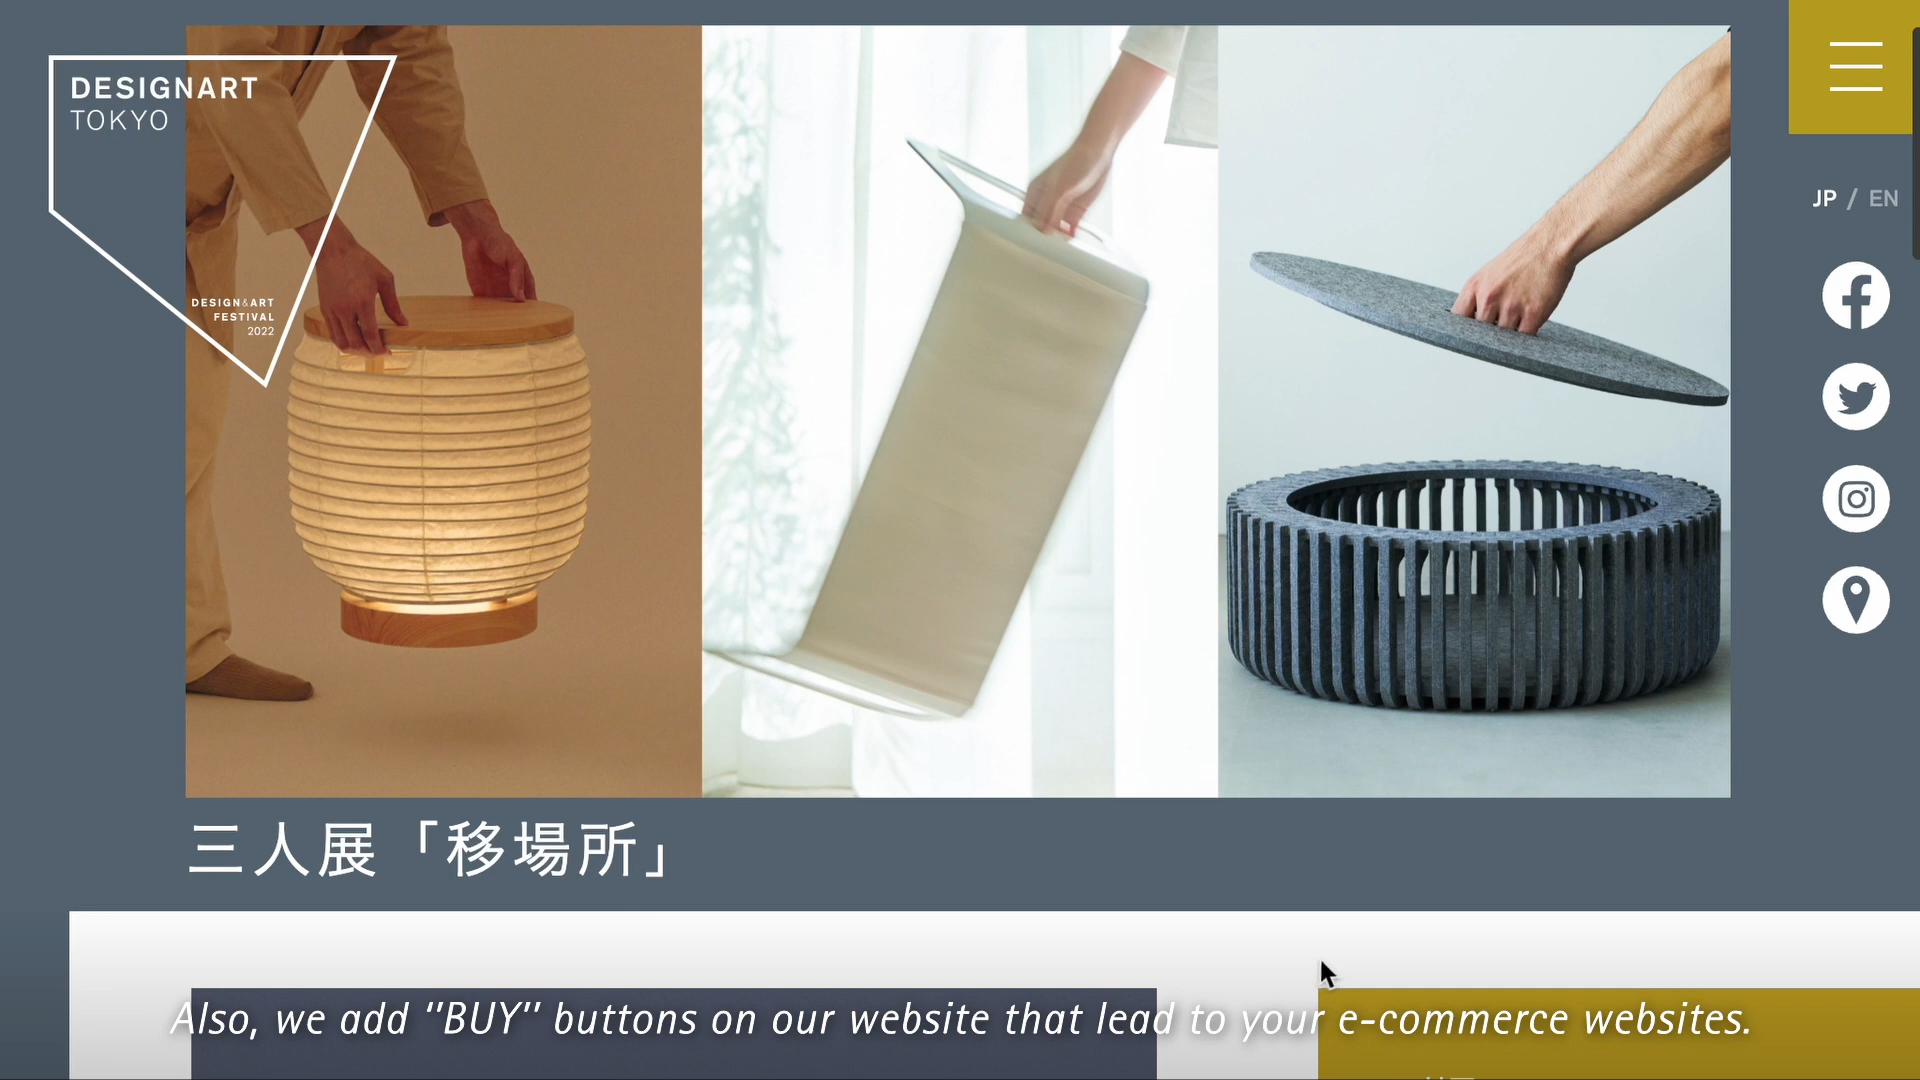 DESIGNART
TOKYO
DESIGN&ART
FESTIVAL
2022
JP / EN
三人展「移場所」
Also, we add "BUY" buttons on our website that lead to your e-commerce websites.